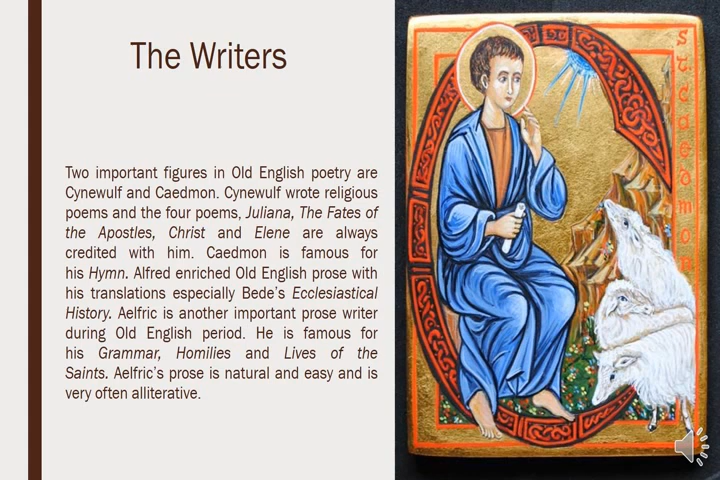 The Writers
Two important figures in Old English poetry are
Cynewulf and Caedmon. Cynewulf wrote religious
poems and the four poems, Juliana, The Fates of
the Apostles, Christ and Elene are always
credited with him. Caedmon is famous for
his Hymn. Alfred enriched Old English prose with
his translations especially Bede's Ecclesiastical
History. Aelfric is another important prose writer
during Old English period. He is famous for
his Grammar, Homilies and Lives of the
Saints. Aelfric's prose is natural and easy and is
very often alliterative.
st caedmon